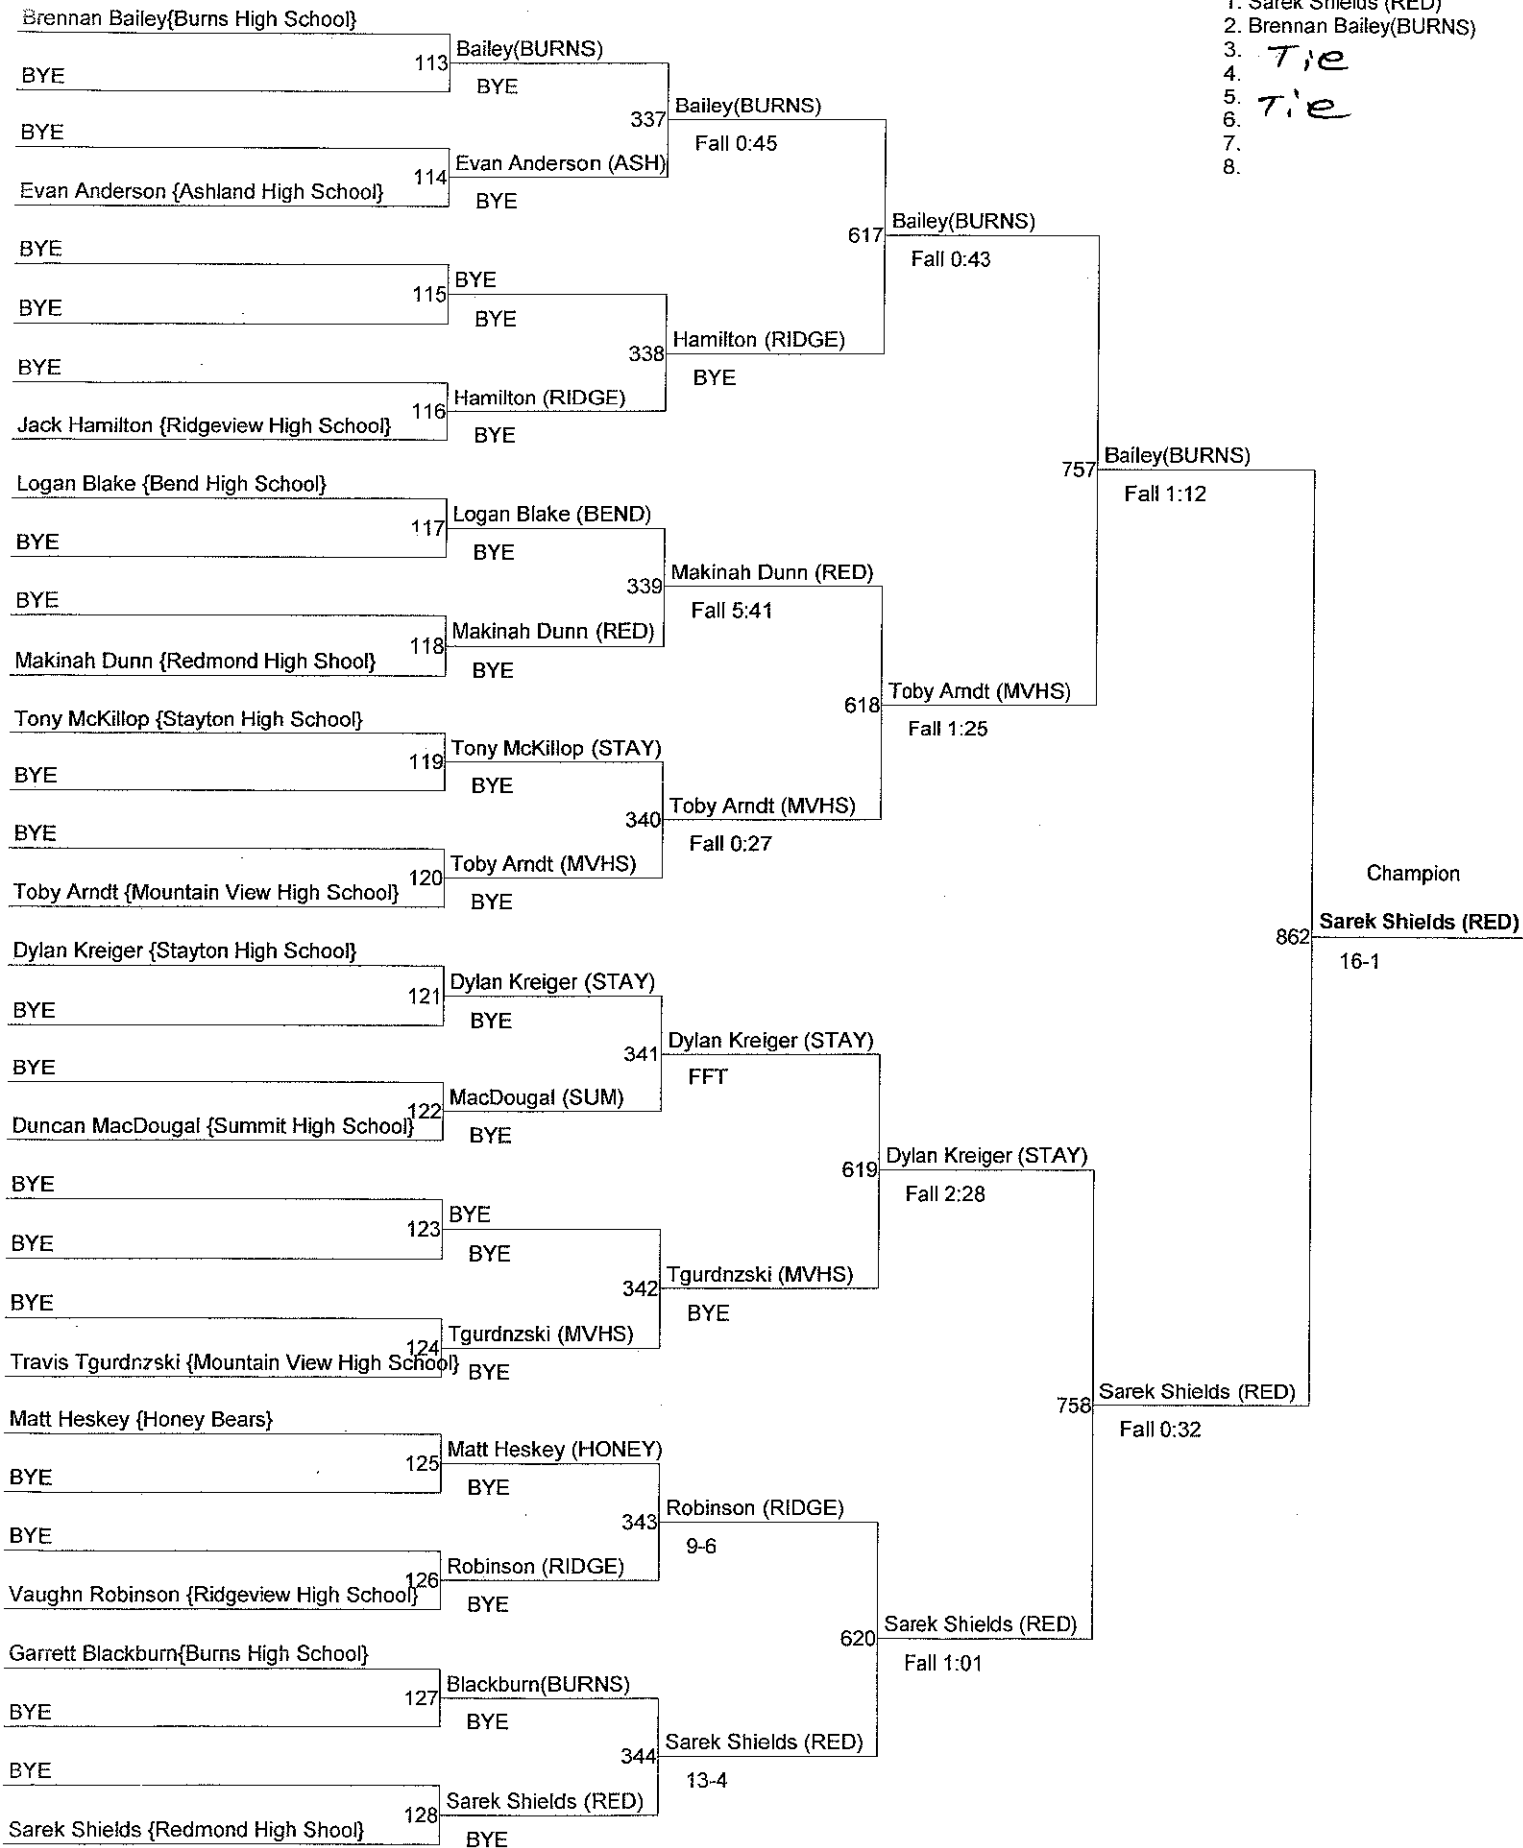 1. Sarek Shields (RED)
2. Brennan Bailey(BURNS)
3.
Tie
4.
5.
Tie
6.
7.
8.
Brennan Bailey{Burns High School}
113
Bailey(BURNS)
BYE
BYE
337
Bailey(BURNS)
Fall 0:45
BYE
114
Evan Anderson (ASH)
Evan Anderson {Ashland High School}
BYE
617
Bailey(BURNS)
Fall 0:43
BYE
115
BYE
BYE
BYE
338
Hamilton (RIDGE)
BYE
BYE
116
Hamilton (RIDGE)
Jack Hamilton {Ridgeview High School}
BYE
757
Bailey(BURNS)
Fall 1:12
Logan Blake {Bend High School}
117
Logan Blake (BEND)
BYE
BYE
339
Makinah Dunn (RED)
Fall 5:41
BYE
118
Makinah Dunn (RED)
Makinah Dunn {Redmond High Shool}
BYE
618
Toby Arndt (MVHS)
Fall 1:25
Tony McKillop {Stayton High School}
119
Tony McKillop (STAY)
BYE
BYE
340
Toby Arndt (MVHS)
Fall 0:27
BYE
120
Toby Arndt (MVHS)
Toby Arndt {Mountain View High School}
BYE
Champion
862
Sarek Shields (RED)
16-1
Dylan Kreiger {Stayton High School}
121
Dylan Kreiger (STAY)
BYE
BYE
341
Dylan Kreiger (STAY)
FFT
BYE
122
MacDougal (SUM)
Duncan MacDougal {Summit High School}
BYE
619
Dylan Kreiger (STAY)
Fall 2:28
BYE
123
BYE
BYE
BYE
342
Tgurdnzski (MVHS)
BYE
BYE
124
Tgurdnzski (MVHS)
Travis Tgurdnzski {Mountain View High School}
BYE
758
Sarek Shields (RED)
Fall 0:32
Matt Heskey {Honey Bears}
125
Matt Heskey (HONEY)
BYE
BYE
343
Robinson (RIDGE)
9-6
BYE
126
Robinson (RIDGE)
Vaughn Robinson {Ridgeview High School}
BYE
620
Sarek Shields (RED)
Fall 1:01
Garrett Blackburn{Burns High School}
127
Blackburn(BURNS)
BYE
BYE
344
Sarek Shields (RED)
13-4
BYE
128
Sarek Shields (RED)
Sarek Shields {Redmond High Shool}
BYE